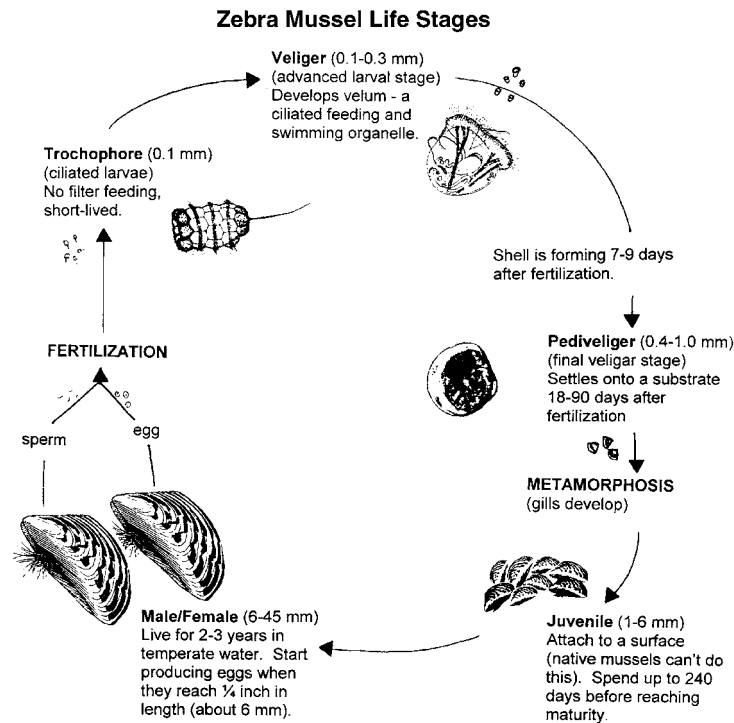 Zebra Mussel Life Stages
Veliger (0.1-0.3 mm)
(advanced larval stage)
Develops velum - a
ciliated feeding and
swimming organelle.
Trochophore (0.1 mm)
(ciliated larvae)
No filter feeding,
short-lived.
Shell is forming 7-9 days
after fertilization.
Pediveliger (0.4-1.0 mm)
(final veligar stage)
Settles onto a substrate
18-90 days after
fertilization
METAMORPHOSIS
(gills develop)
Juvenile (1-6 mm)
Attach to a surface
(native mussels can't do
this). Spend up to 240
days before reaching
maturity.
Male/Female (6-45 mm)
Live for 2-3 years in
temperate water. Start
producing eggs when
they reach ¼ inch in
length (about 6 mm).
sperm
egg
FERTILIZATION